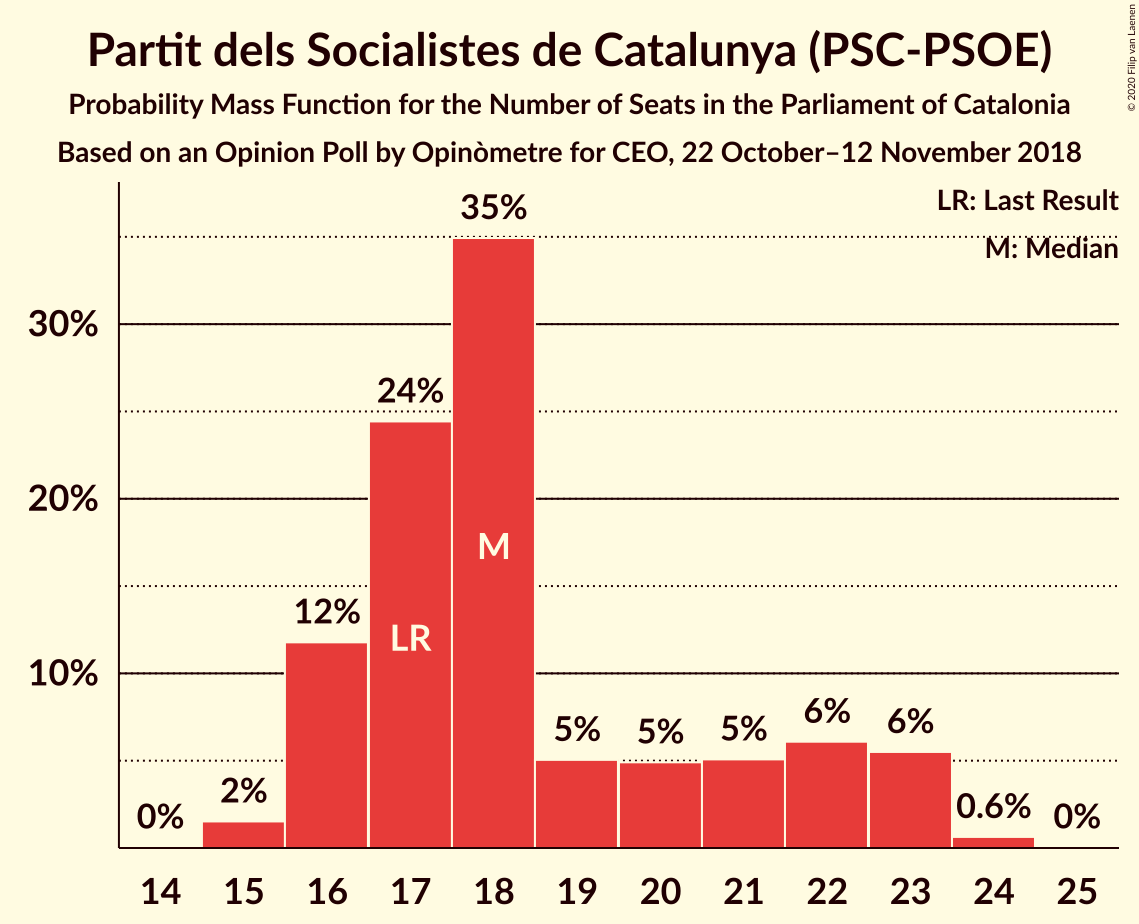 Partit dels Socialistes de Catalunya (PSC-PSOE)
Probability Mass Function for the Number of Seats in the Parliament of Catalonia
Based on an Opinion Poll by Opinòmetre for CEO, 22 October–12 November 2018
© 2020 Filip van Laenen
LR: Last Result
M: Median
30%
20%
10%
0%
2%
12%
24%
35%
5%
5%
5%
6%
6%
0.6%
0%
LR
M
14 15 16 17 18 19 20 21 22 23 24 25